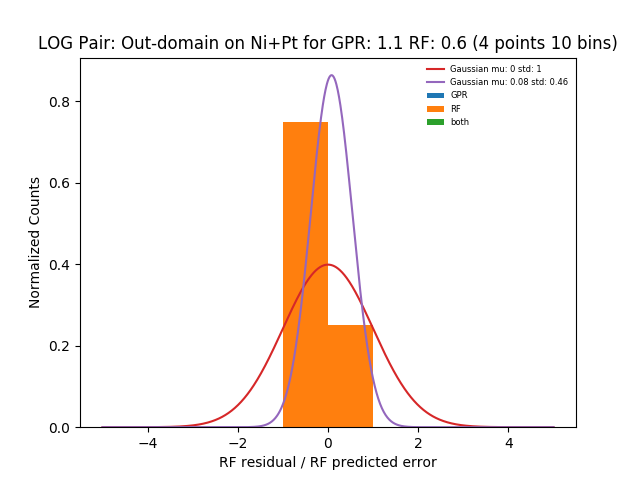 LOG Pair: Out-domain on Ni+Pt for GPR: 1.1 RF: 0.6 (4 points 10 bins)
Gaussian mu: 0 std: 1
Gaussian mu: 0.08 std: 0.46
GPR
RF
both
Normalized Counts
0.8
0.6
0.4
0.2
0.0
−4
−2
0
2
4
RF residual / RF predicted error